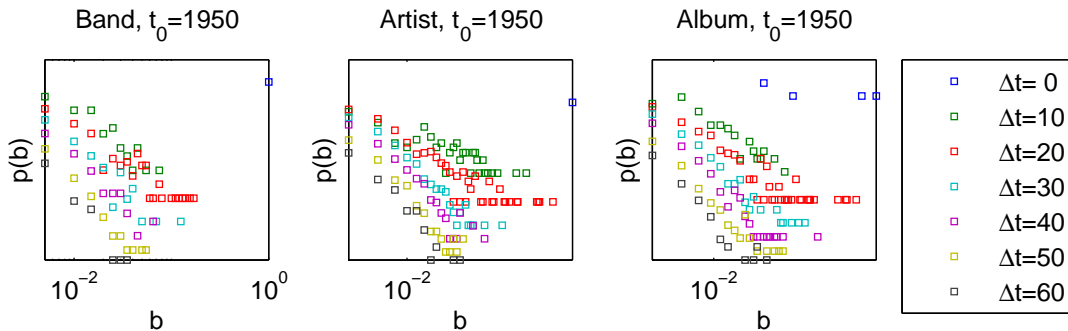 Band, t0=1950
Artist, t0=1950
Album, t0=1950
p(b)
p(b)
p(b)
10−2
100
10−2
10−2
b
b
b
Δt= 0
Δt=10
Δt=20
Δt=30
Δt=40
Δt=50
Δt=60